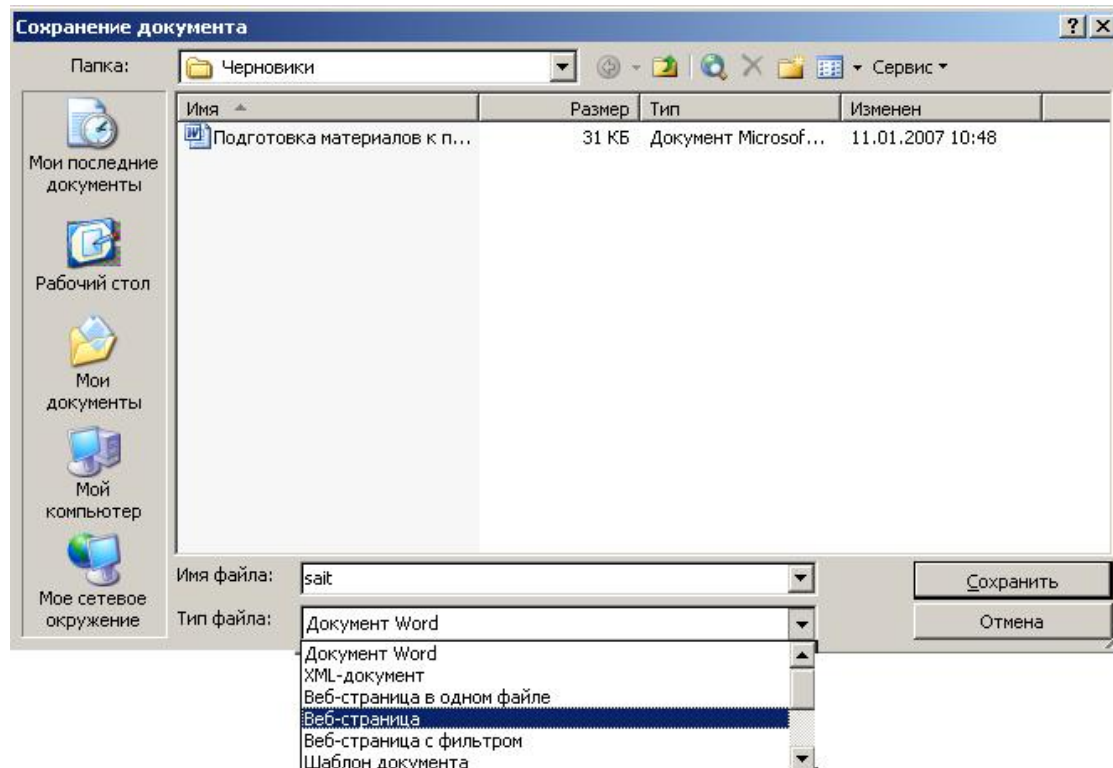 Сохранение документа
Папка: Черновики Сервис
Имя Размер Тип Изменен
Подготовка материалов к п... 31 КБ Документ Microsof... 11.01.2007 10:48
Мои последние
документы
Рабочий стол
Мои
документы
Мой
компьютер
Мое сетевое
окружение
Имя файла: sait Сохранить
Тип файла: Документ Word Отмена
Документ Word
XML-документ
Веб-страница в одном файле
Веб-страница
Веб-страница с фильтром
Шаблон документа